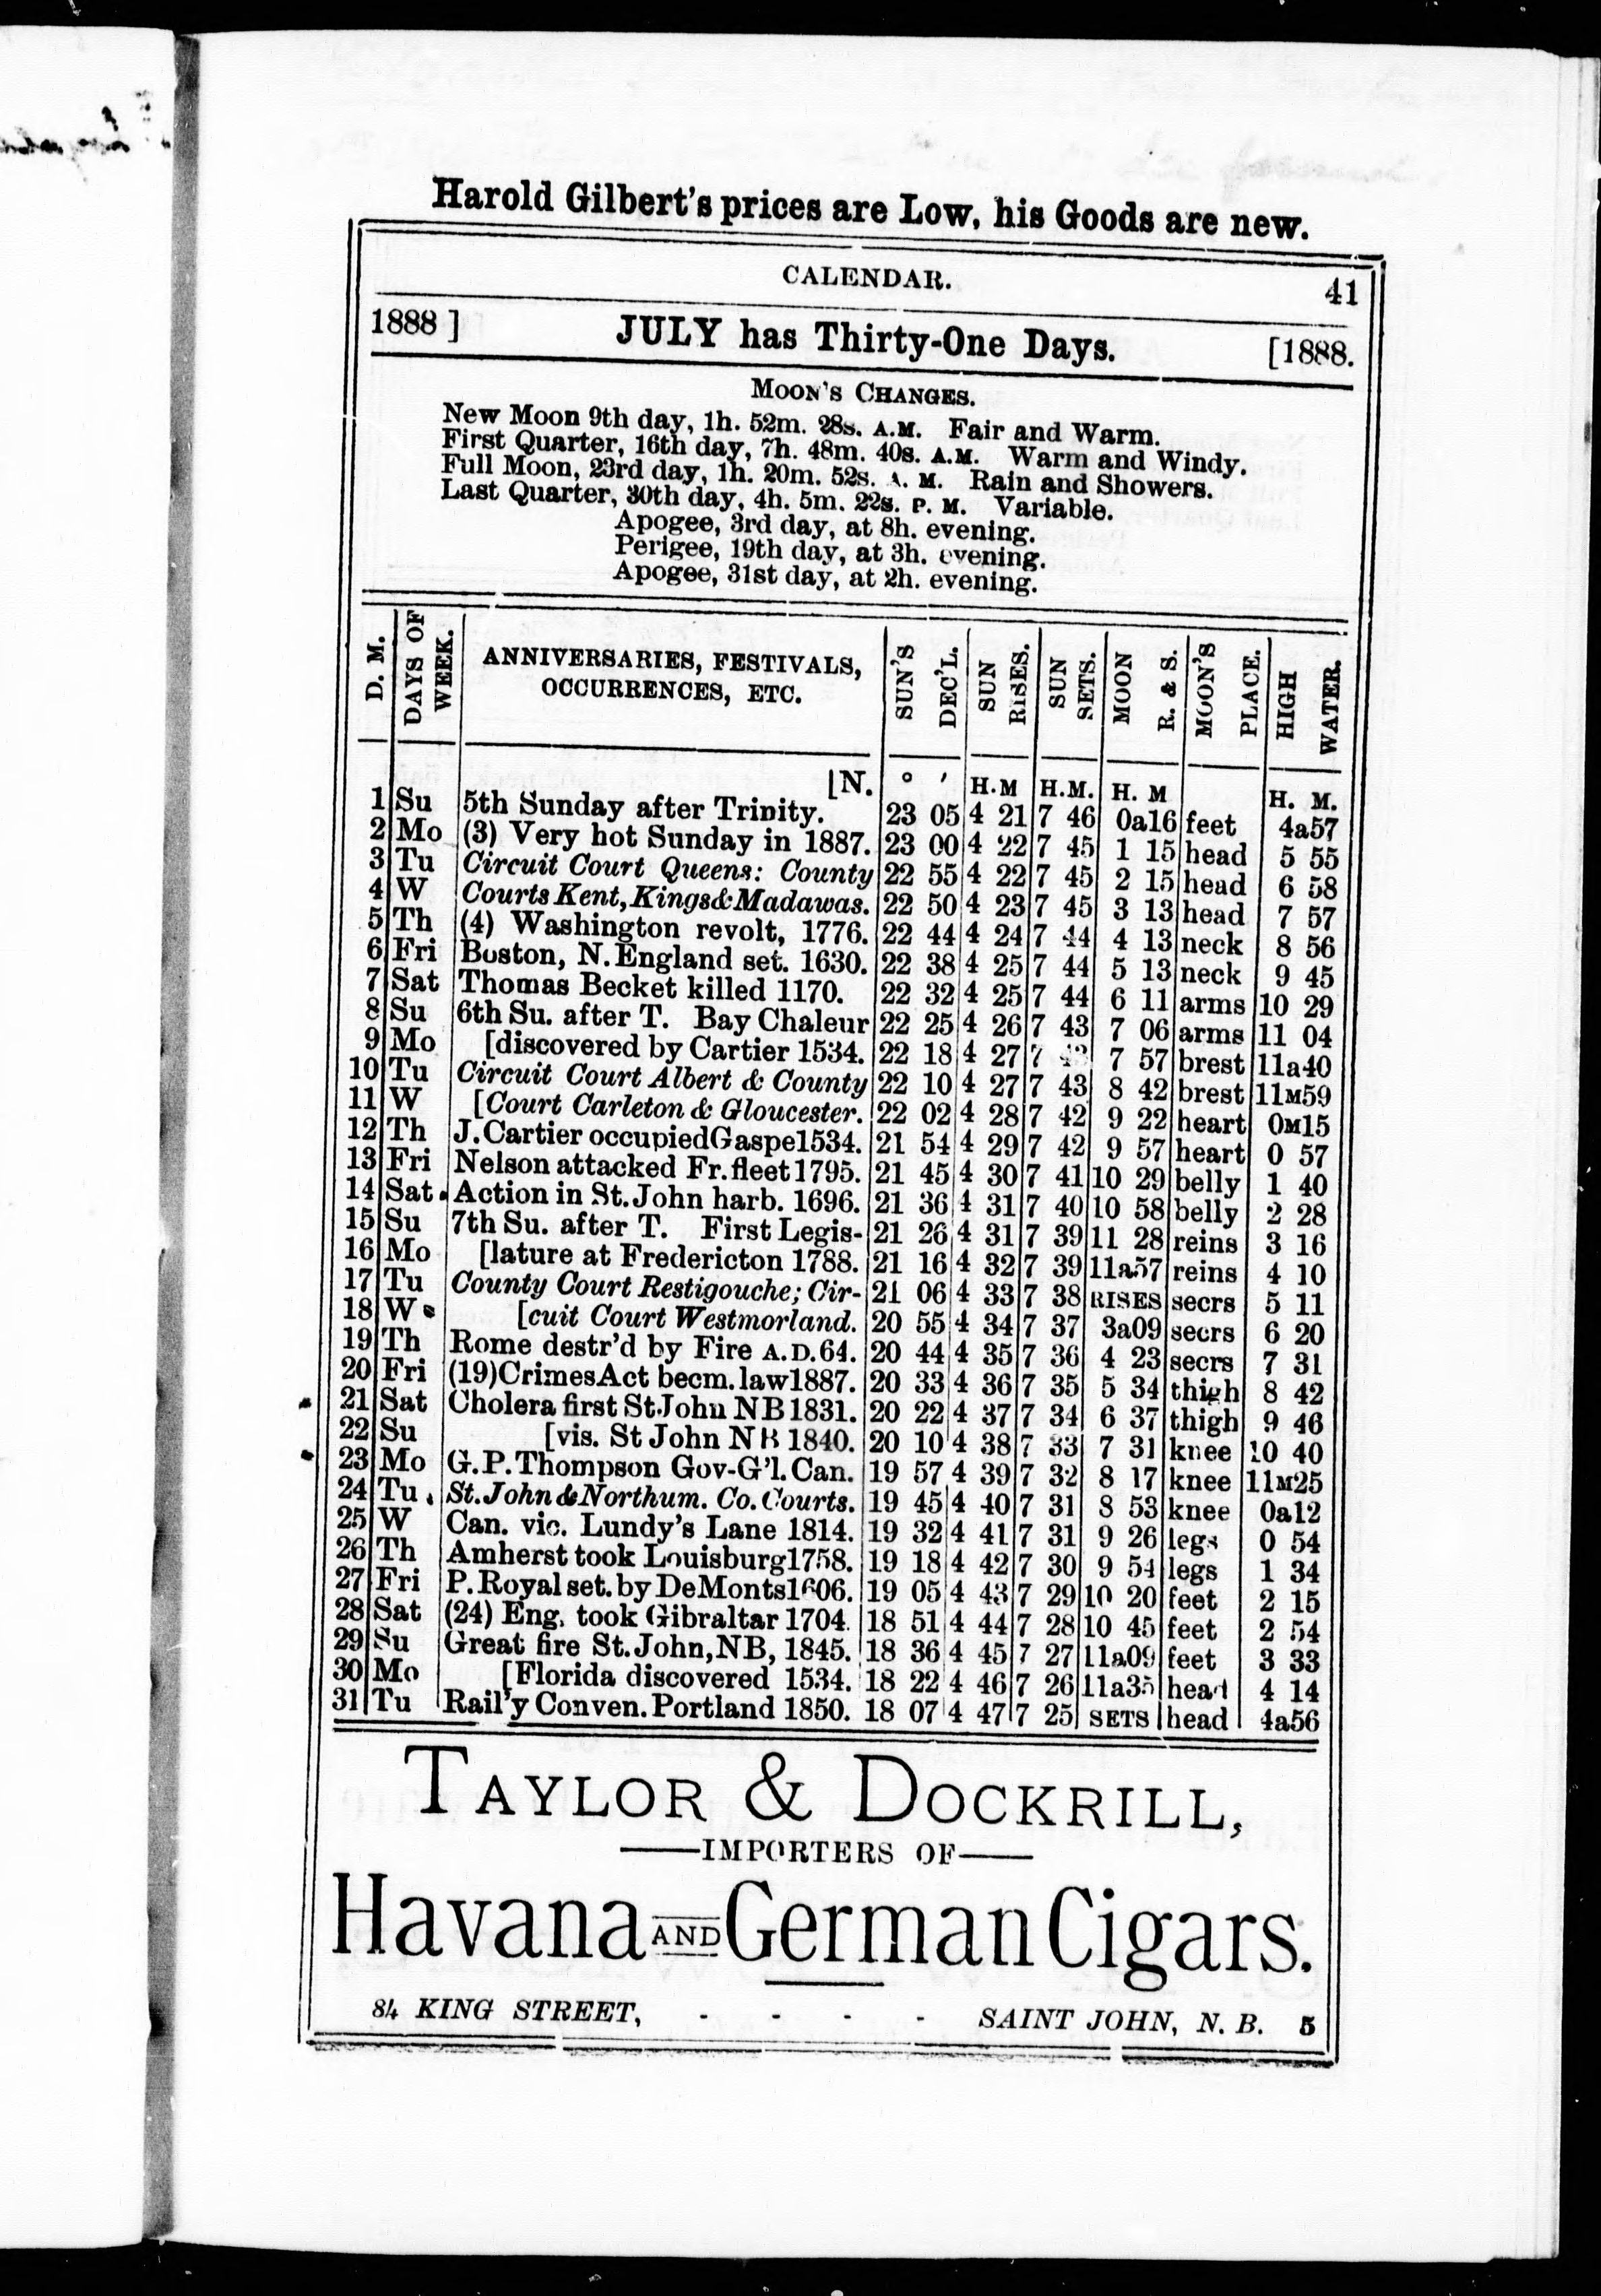 Harold Gilbert's prices are Low, his Goods are new.
CALENDAR. 41
1888 ] JULY has Thirty-One Days. [1888.
MOON'S CHANGES.
New Moon 9th day, 1h. 52m. 28s. A.M. Fair and Warm.
First Quarter, 16th day, 7h. 48m. 40s. A.M. Warm and Windy.
Full Moon, 23rd day, 1h. 20m. 52s. A. M. Rain and Showers.
Last Quarter, 30th day, 4h. 5m. 22s. P. M. Variable.
Apogee, 3rd day, at 8h. evening.
Perigee, 19th day, at 3h. evening.
Apogee, 31st day, at 2h. evening.
D. M. DAYS OF WEEK. ANNIVERSARIES, FESTIVALS, OCCURRENCES, ETC. SUN'S DEC'L. SUN RISES. SUN SETS. MOON R. & S. MOON'S PLACE. HIGH WATER.
[N. ° ′ H.M H.M. H. M H. M.
1 Su 5th Sunday after Trinity. 23 05 4 21 7 46 0a16 feet 4a57
2 Mo (3) Very hot Sunday in 1887. 23 00 4 22 7 45 1 15 head 5 55
3 Tu Circuit Court Queens: County 22 55 4 22 7 45 2 15 head 6 58
4 W Courts Kent, Kings&Madawas. 22 50 4 23 7 45 3 13 head 7 57
5 Th (4) Washington revolt, 1776. 22 44 4 24 7 44 4 13 neck 8 56
6 Fri Boston, N. England set. 1630. 22 38 4 25 7 44 5 13 neck 9 45
7 Sat Thomas Becket killed 1170. 22 32 4 25 7 44 6 11 arms 10 29
8 Su 6th Su. after T. Bay Chaleur 22 25 4 26 7 43 7 06 arms 11 04
9 Mo [discovered by Cartier 1534. 22 18 4 27 7 7 57 brest 11a40
10 Tu Circuit Court Albert & County 22 10 4 27 7 43 8 42 brest 11M59
11 W [Court Carleton & Gloucester. 22 02 4 28 7 42 9 22 heart 0M15
12 Th J. Cartier occupied Gaspe 1534. 21 54 4 29 7 42 9 57 heart 0 57
13 Fri Nelson attacked Fr. fleet 1795. 21 45 4 30 7 41 10 29 belly 1 40
14 Sat. Action in St. John harb. 1696. 21 36 4 31 7 40 10 58 belly 2 28
15 Su 7th Su. after T. First Legis- 21 26 4 31 7 39 11 28 reins 3 16
16 Mo [lature at Fredericton 1788. 21 16 4 32 7 39 11a57 reins 4 10
17 Tu County Court Restigouche; Cir- 21 06 4 33 7 38 RISES secrs 5 11
18 W [cuit Court Westmorland. 20 55 4 34 7 37 3a09 secrs 6 20
19 Th Rome destr'd by Fire A.D. 64. 20 44 4 35 7 36 4 23 secrs 7 31
20 Fri (19) Crimes Act becm. law 1887. 20 33 4 36 7 35 5 34 thigh 8 42
21 Sat Cholera first St John NB 1831. 20 22 4 37 7 34 6 37 thigh 9 46
22 Su [vis. St John NB 1840. 20 10 4 38 7 33 7 31 knee 10 40
23 Mo G. P. Thompson Gov-G'l. Can. 19 57 4 39 7 32 8 17 knee 11M25
24 Tu St. John & Northum. Co. Courts. 19 45 4 40 7 31 8 53 knee 0a12
25 W Can. vic. Lundy's Lane 1814. 19 32 4 41 7 31 9 26 legs 0 54
26 Th Amherst took Louisburg 1758. 19 18 4 42 7 30 9 54 legs 1 34
27 Fri P. Royal set. by De Monts 1606. 19 05 4 43 7 29 10 20 feet 2 15
28 Sat (24) Eng. took Gibraltar 1704. 18 51 4 44 7 28 10 45 feet 2 54
29 Su Great fire St. John, NB, 1845. 18 36 4 45 7 27 11a09 feet 3 33
30 Mo [Florida discovered 1534. 18 22 4 46 7 26 11a35 head 4 14
31 Tu Rail'y Conven. Portland 1850. 18 07 4 47 7 25 SETS head 4a56
TAYLOR & DOCKRILL,
IMPORTERS OF
Havana AND German Cigars.
84 KING STREET, - - - - SAINT JOHN, N. B. 5